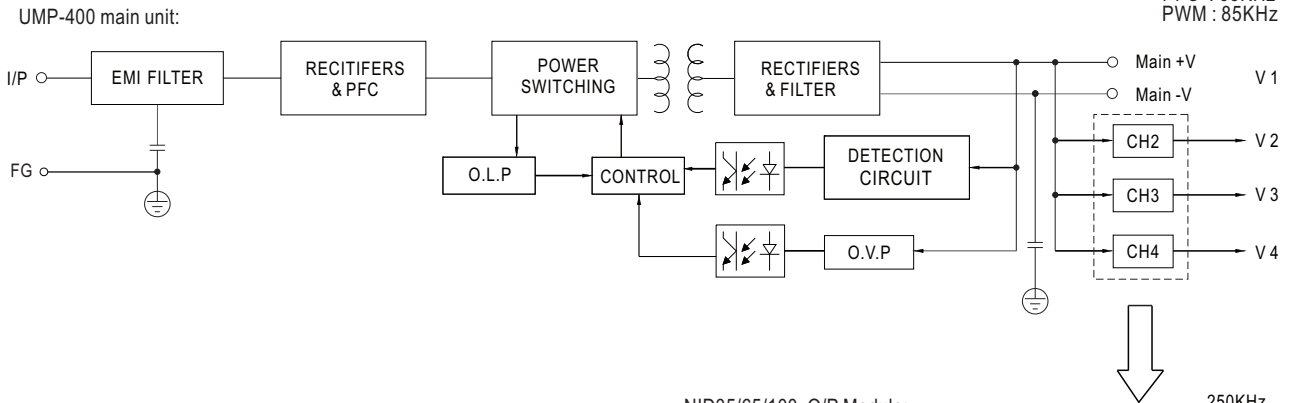 UMP-400 main unit:
PWM : 85KHz
I/P
EMI FILTER
RECITIFERS
& PFC
POWER
SWITCHING
RECTIFIERS
& FILTER
Main +V
V 1
Main -V
CH2
V 2
FG
O.L.P
CONTROL
DETECTION
CIRCUIT
CH3
V 3
O.V.P
CH4
V 4